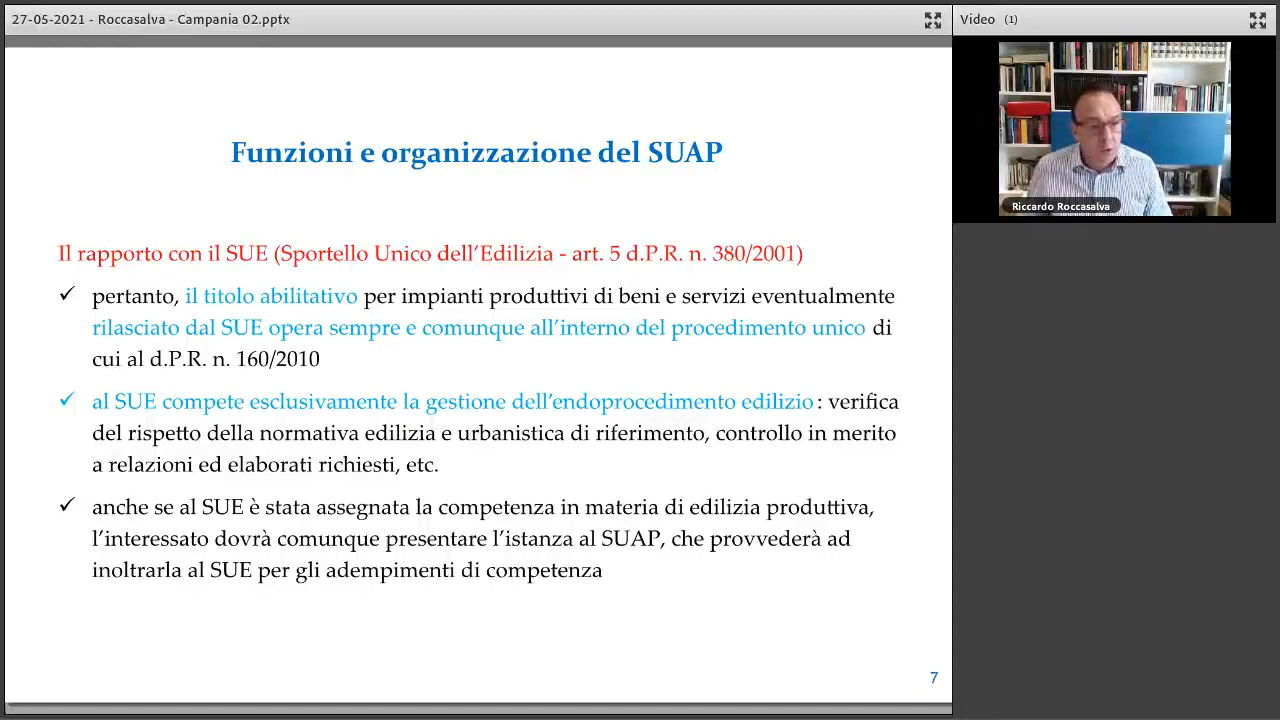 27-05-2021 - Roccasalva - Campania 02.pptx
Video (1)
Riccardo Roccasalva
Funzioni e organizzazione del SUAP
Il rapporto con il SUE (Sportello Unico dell'Edilizia - art. 5 d.P.R. n. 380/2001)
✓ pertanto, il titolo abilitativo per impianti produttivi di beni e servizi eventualmente
rilasciato dal SUE opera sempre e comunque all'interno del procedimento unico di
cui al d.P.R. n. 160/2010
✓ al SUE compete esclusivamente la gestione dell'endoprocedimento edilizio: verifica
del rispetto della normativa edilizia e urbanistica di riferimento, controllo in merito
a relazioni ed elaborati richiesti, etc.
✓ anche se al SUE è stata assegnata la competenza in materia di edilizia produttiva,
l'interessato dovrà comunque presentare l'istanza al SUAP, che provvederà ad
inoltrarla al SUE per gli adempimenti di competenza
7